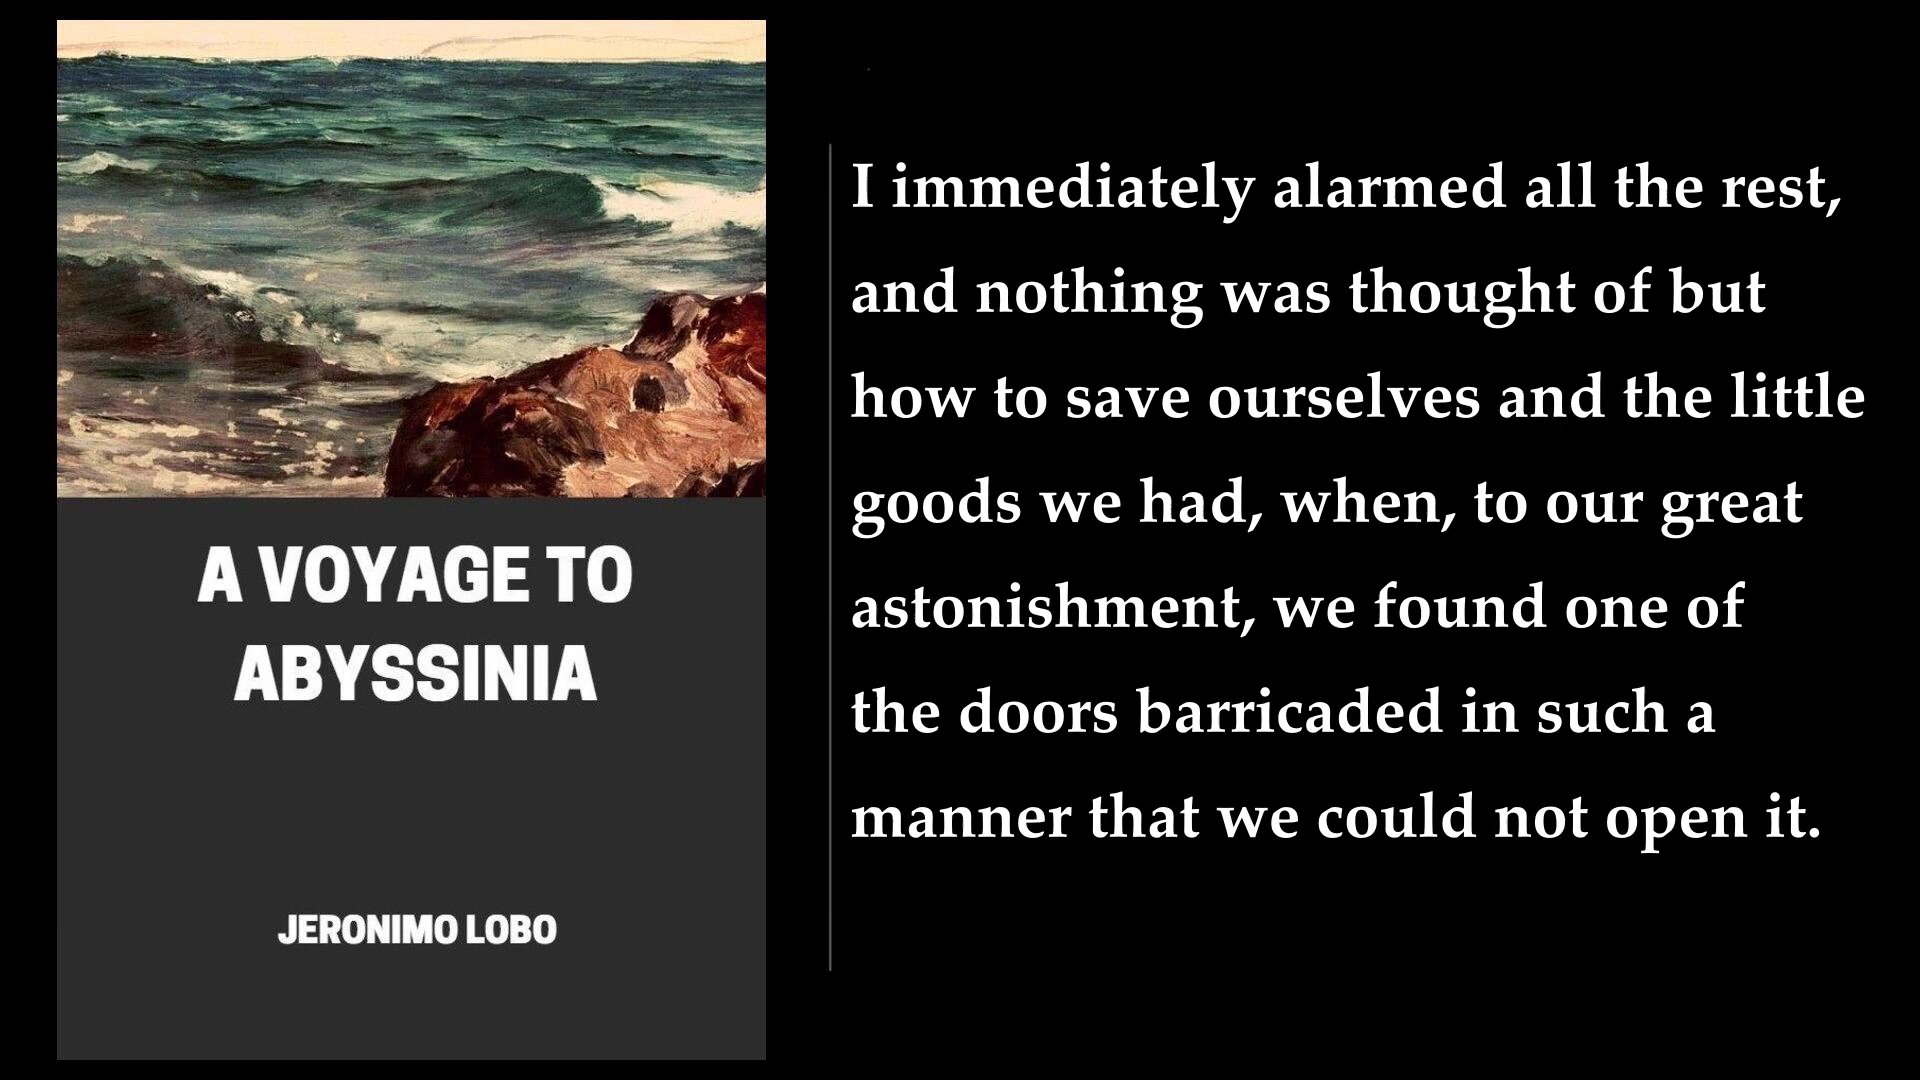 A VOYAGE TO
ABYSSINIA
JERONIMO LOBO
I immediately alarmed all the rest,
and nothing was thought of but
how to save ourselves and the little
goods we had, when, to our great
astonishment, we found one of
the doors barricaded in such a
manner that we could not open it.